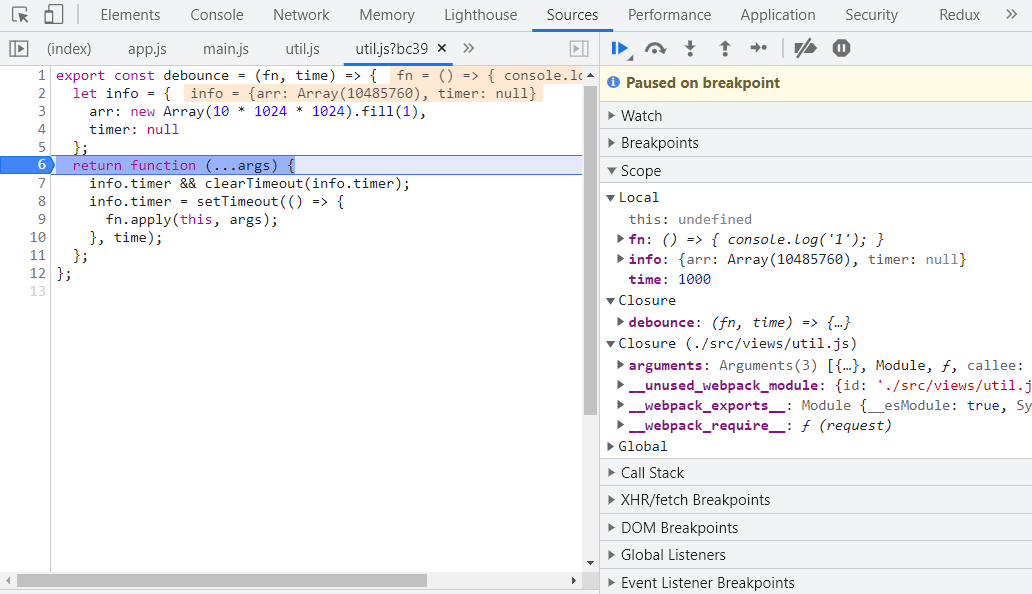 Elements Console Network Memory Lighthouse Sources Performance Application Security Redux »
(index) app.js main.js util.js util.js?bc39 × »
1 export const debounce = (fn, time) => { fn = () => { console.lo
2 let info = { info = {arr: Array(10485760), timer: null}
3 arr: new Array(10 * 1024 * 1024).fill(1),
4 timer: null
5 };
6 return function (...args) {
7 info.timer && clearTimeout(info.timer);
8 info.timer = setTimeout(() => {
9 fn.apply(this, args);
10 }, time);
11 };
12 };
13
Paused on breakpoint
Watch
Breakpoints
Scope
Local
this: undefined
fn: () => { console.log('1'); }
info: {arr: Array(10485760), timer: null}
time: 1000
Closure
debounce: (fn, time) => {…}
Closure (./src/views/util.js)
arguments: Arguments(3) [{…}, Module, ƒ, callee:
__unused_webpack_module: {id: './src/views/util.j
__webpack_exports__: Module {__esModule: true, Sy
__webpack_require__: ƒ (request)
Global
Call Stack
XHR/fetch Breakpoints
DOM Breakpoints
Global Listeners
Event Listener Breakpoints